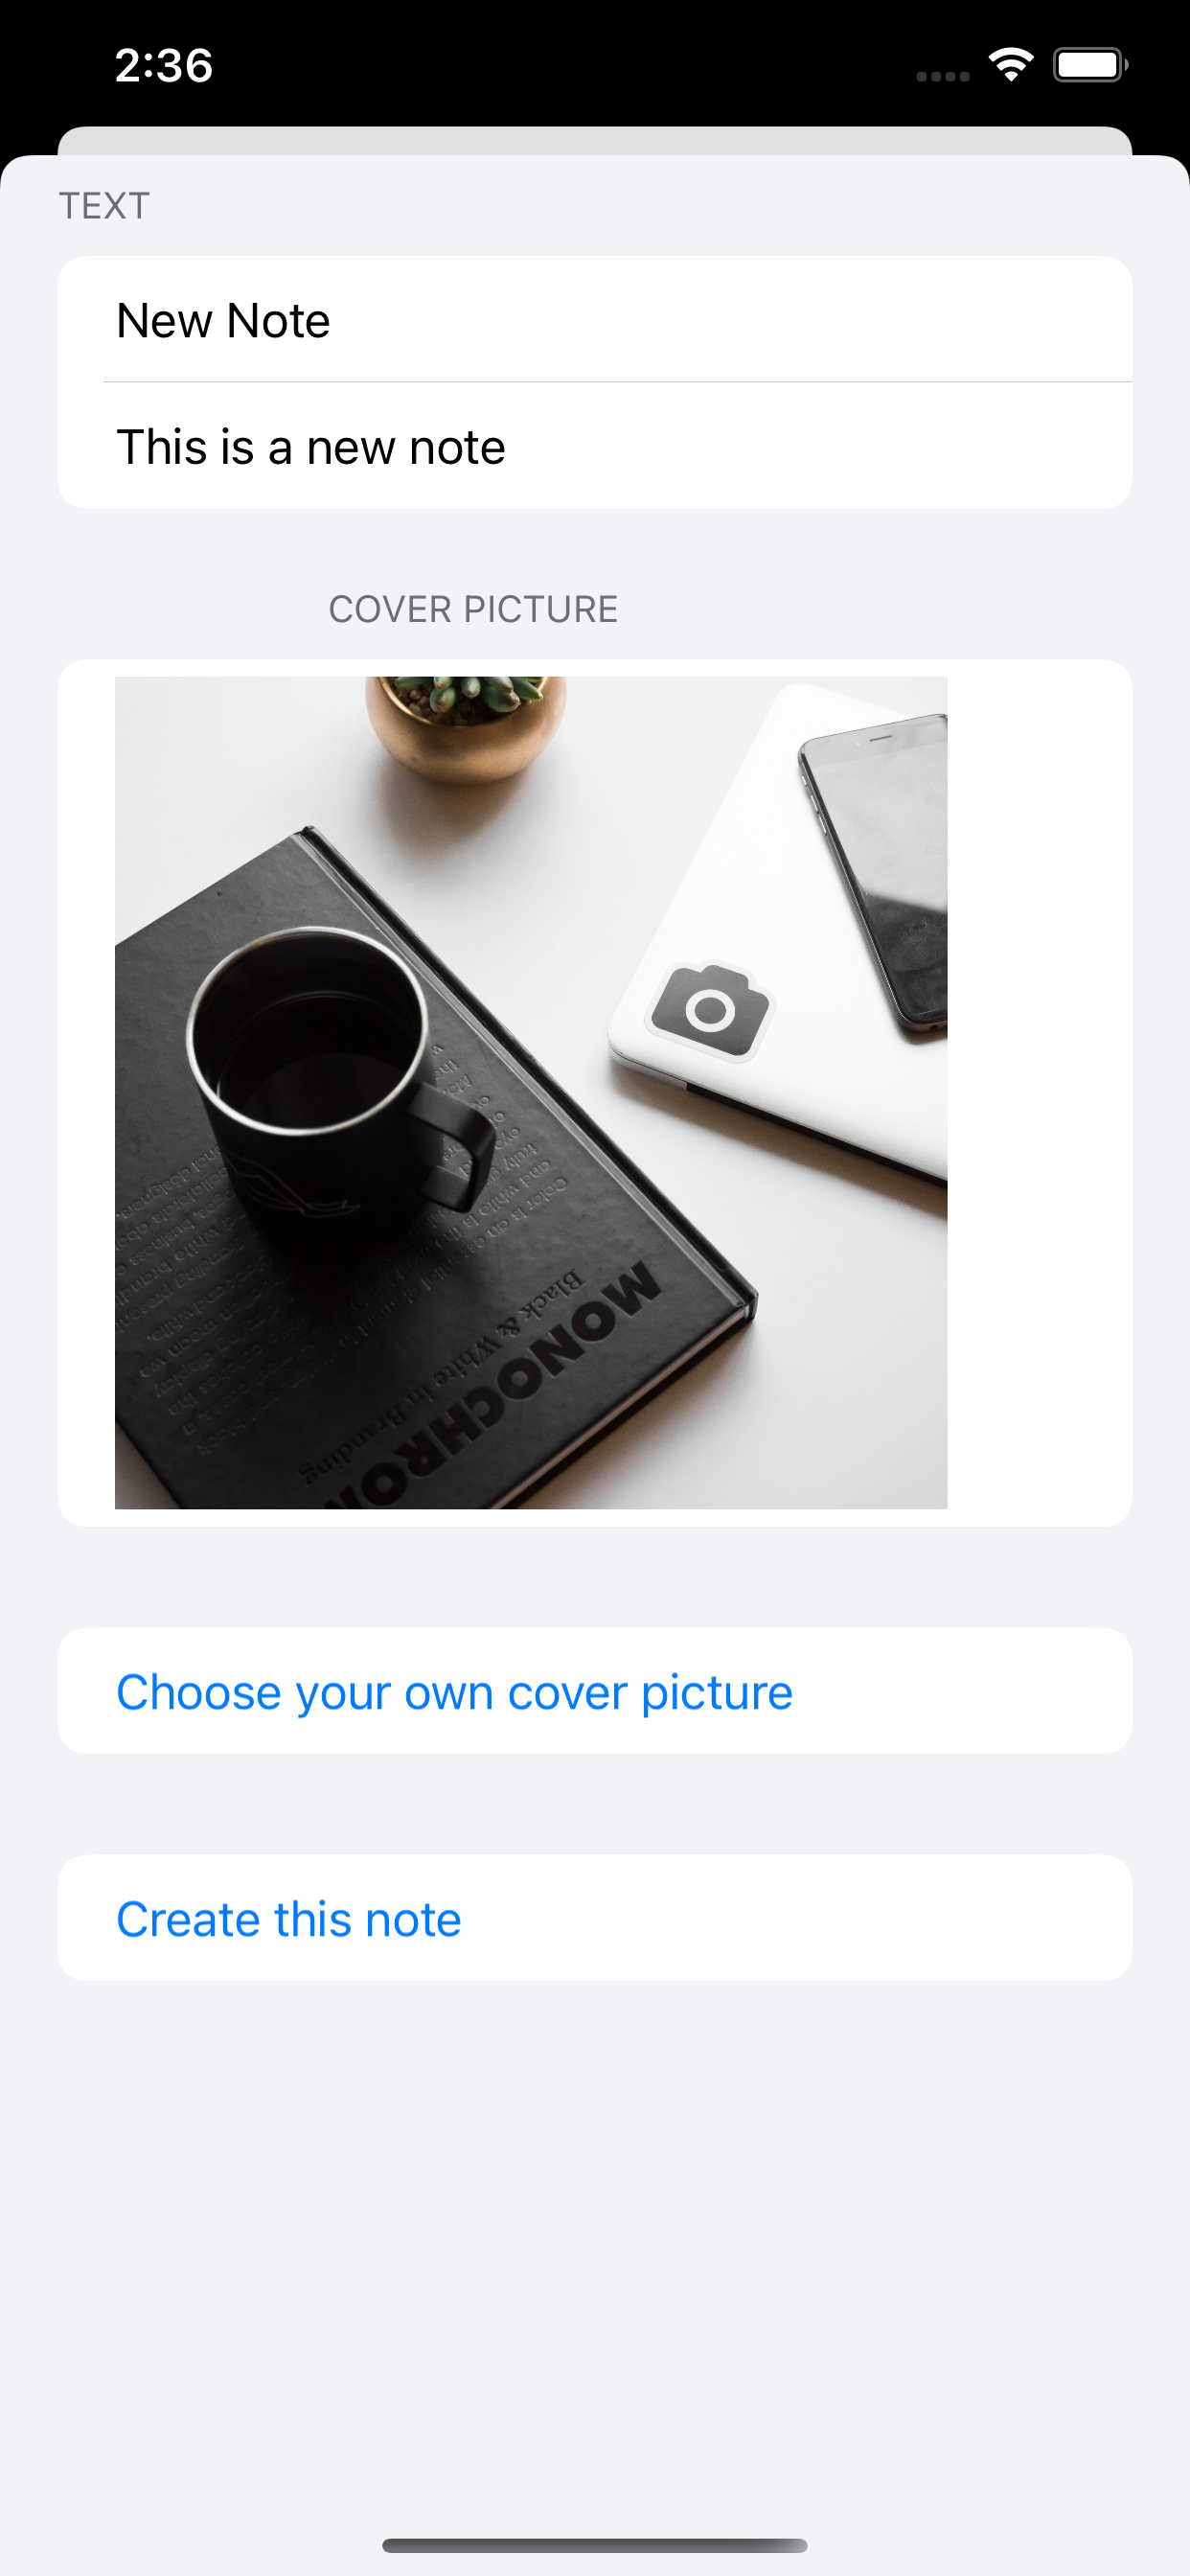 2:36
TEXT
New Note
This is a new note
COVER PICTURE
MONOCHROM
Black & White in Branding
Choose your own cover picture
Create this note